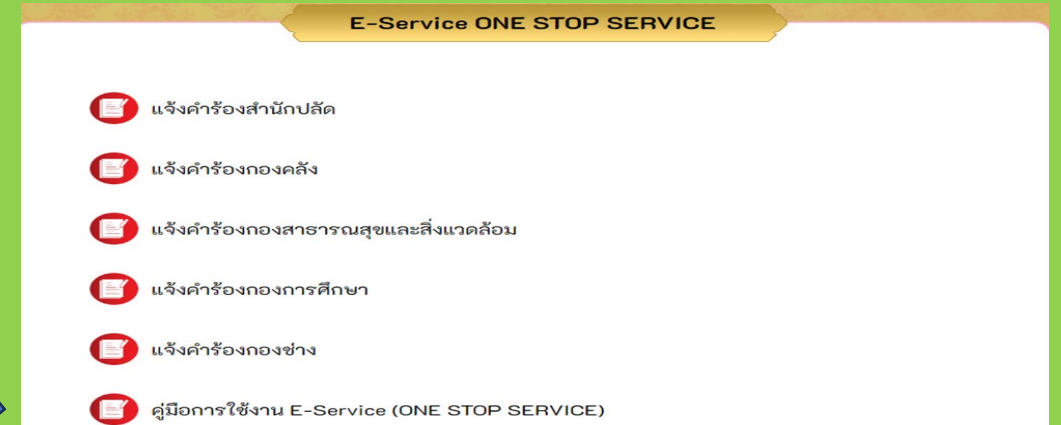 E-Service ONE STOP SERVICE
แจ้งคำร้องสำนักปลัด
แจ้งคำร้องกองคลัง
แจ้งคำร้องกองสาธารณสุขและสิ่งแวดล้อม
แจ้งคำร้องกองการศึกษา
แจ้งคำร้องกองช่าง
คู่มือการใช้งาน E-Service (ONE STOP SERVICE)